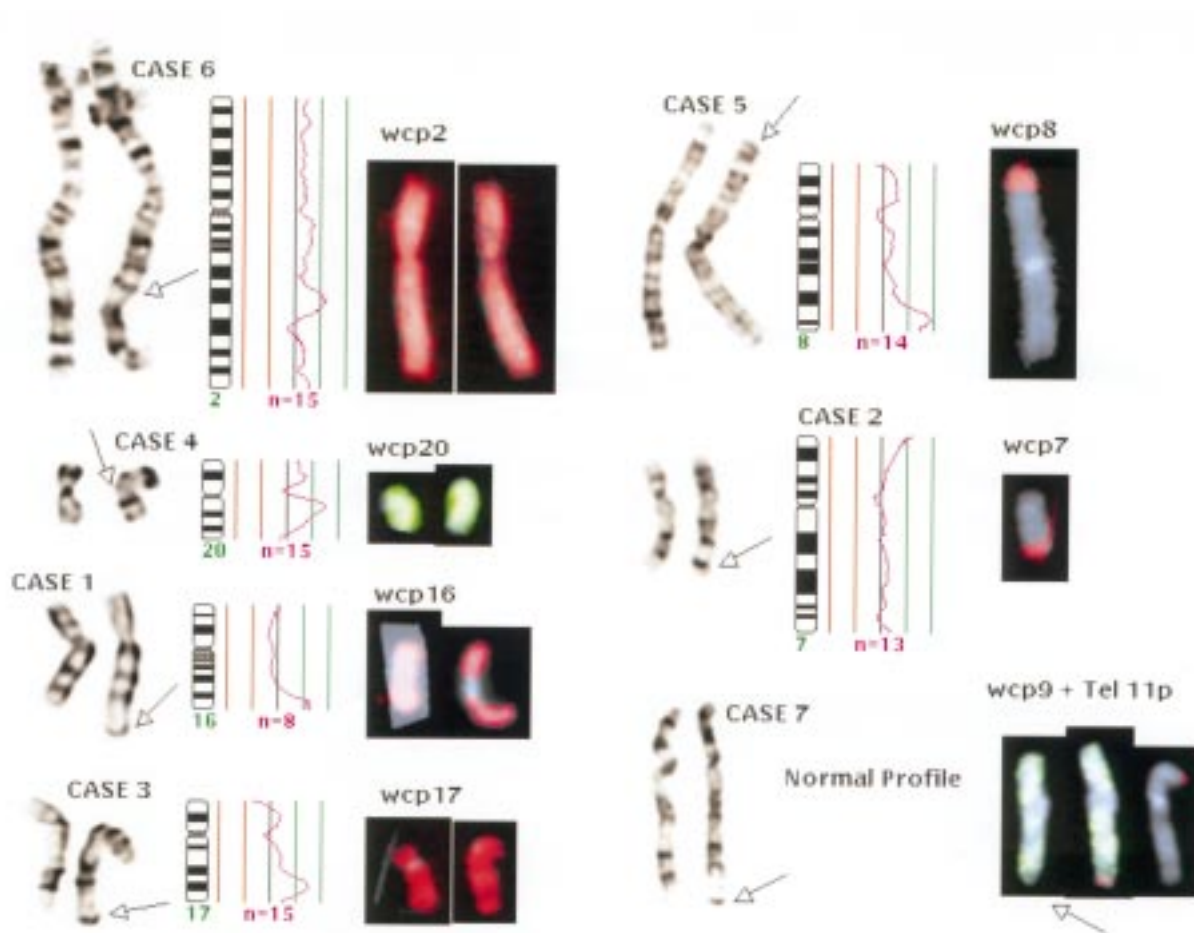 CASE 6
wcp2
2
n=15
CASE 4
wcp20
20
n=15
CASE 1
wcp16
16
n=8
CASE 3
wcp17
17
n=15
CASE 5
wcp8
8
n=14
CASE 2
wcp7
7
n=13
wcp9 + Tel 11p
CASE 7
Normal Profile